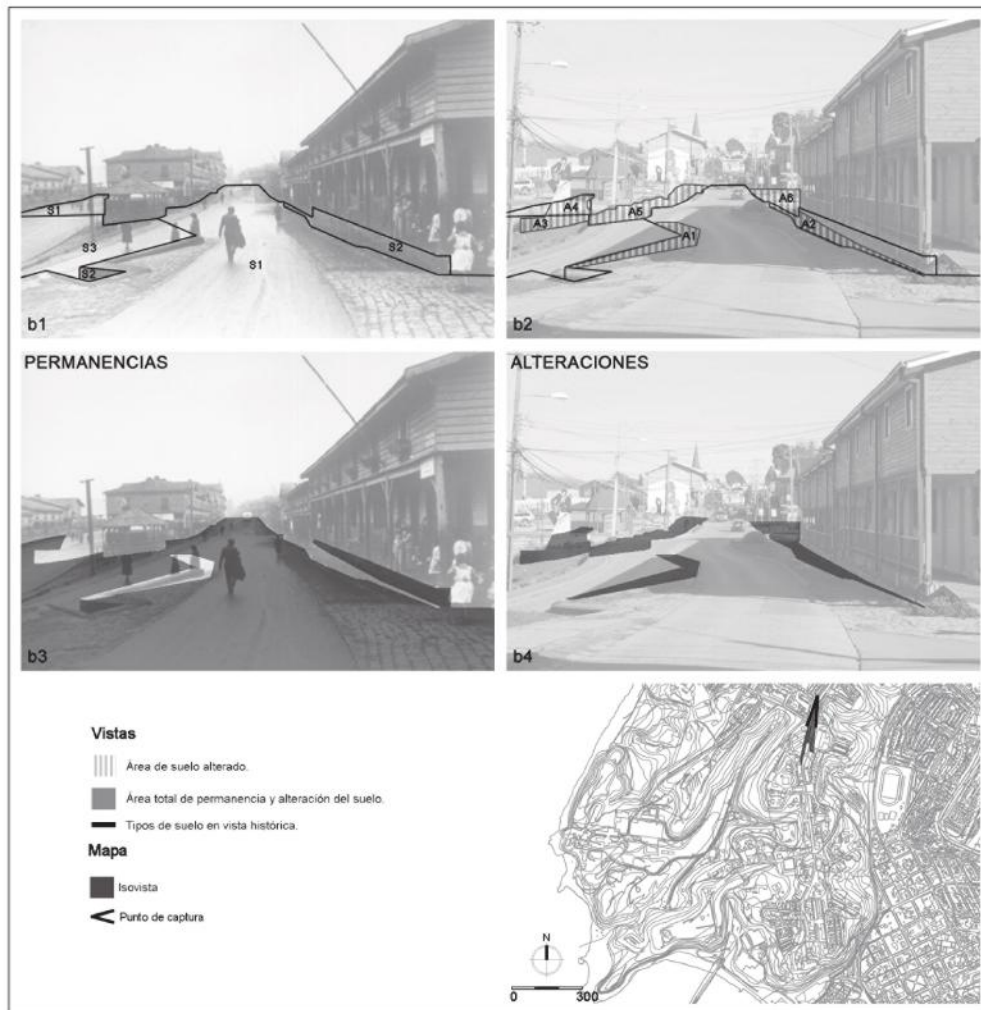 S1
S3
S2
S1
S2
b1
A4
A3
A5
A1
A6
A2
b2
PERMANENCIAS
b3
ALTERACIONES
b4
Vistas
Área de suelo alterado.
Área total de permanencia y alteración del suelo.
Tipos de suelo en vista histórica.
Mapa
Isovista
Punto de captura
N
0 300